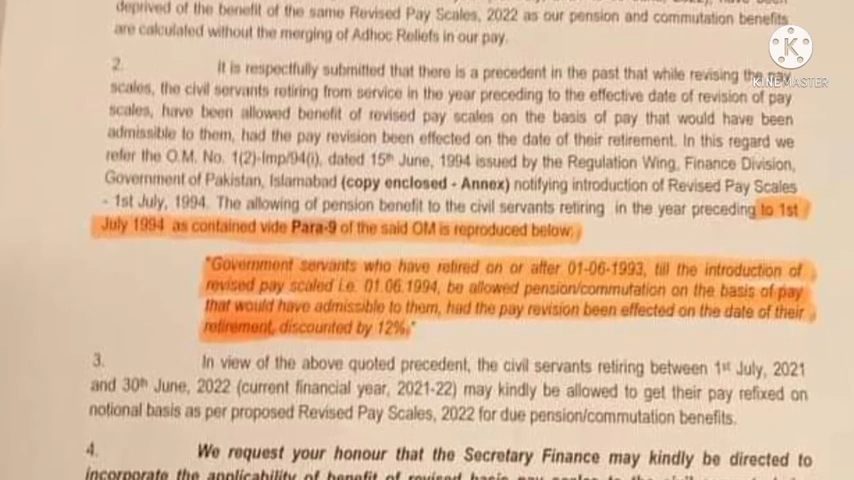 deprived of the benefit of the same Revised Pay Scales, 2022 as our pension and commutation benefits
are calculated without the merging of Adhoc Reliefs in our pay.
K
KINEMASTER
2. It is respectfully submitted that there is a precedent in the past that while revising the pay
scales, the civil servants retiring from service in the year preceding to the effective date of revision of pay
scales, have been allowed benefit of revised pay scales on the basis of pay that would have been
admissible to them, had the pay revision been effected on the date of their retirement. In this regard we
refer the O.M. No. 1(2)-Imp/94(i), dated 15th June, 1994 issued by the Regulation Wing, Finance Division,
Government of Pakistan, Islamabad (copy enclosed - Annex) notifying introduction of Revised Pay Scales
- 1st July, 1994. The allowing of pension benefit to the civil servants retiring in the year preceding to 1st
July 1994 as contained vide Para-9 of the said OM is reproduced below:
"Government servants who have retired on or after 01-06-1993, till the introduction of
revised pay scaled i.e. 01.06.1994, be allowed pension/commutation on the basis of pay
that would have admissible to them, had the pay revision been effected on the date of their
retirement, discounted by 12%."
3. In view of the above quoted precedent, the civil servants retiring between 1st July, 2021
and 30th June, 2022 (current financial year, 2021-22) may kindly be allowed to get their pay refixed on
notional basis as per proposed Revised Pay Scales, 2022 for due pension/commutation benefits.
4. We request your honour that the Secretary Finance may kindly be directed to
incorporate the applicability of benefit of revised basic pay scales to the civil